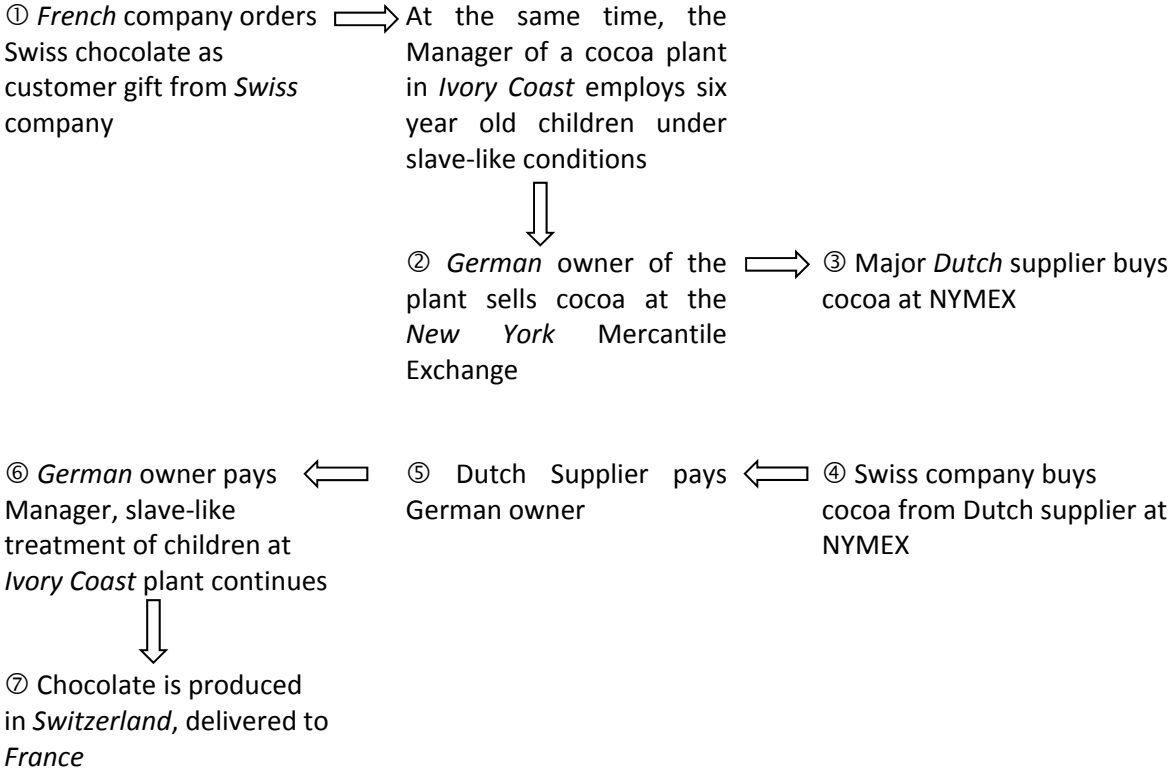 ① French company orders
Swiss chocolate as
customer gift from Swiss
company
At the same time, the
Manager of a cocoa plant
in Ivory Coast employs six
year old children under
slave-like conditions
② German owner of the
plant sells cocoa at the
New York Mercantile
Exchange
③ Major Dutch supplier buys
cocoa at NYMEX
④ Swiss company buys
cocoa from Dutch supplier at
NYMEX
⑤ Dutch Supplier pays
German owner
⑥ German owner pays
Manager, slave-like
treatment of children at
Ivory Coast plant continues
⑦ Chocolate is produced
in Switzerland, delivered to
France